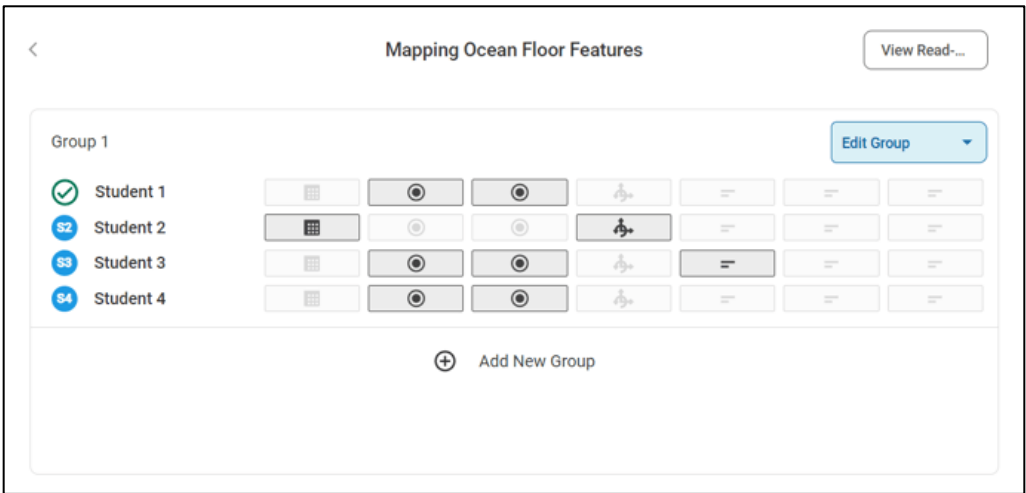 Mapping Ocean Floor Features
View Read-...
Group 1
Edit Group
Student 1
S2 Student 2
S3 Student 3
S4 Student 4
Add New Group